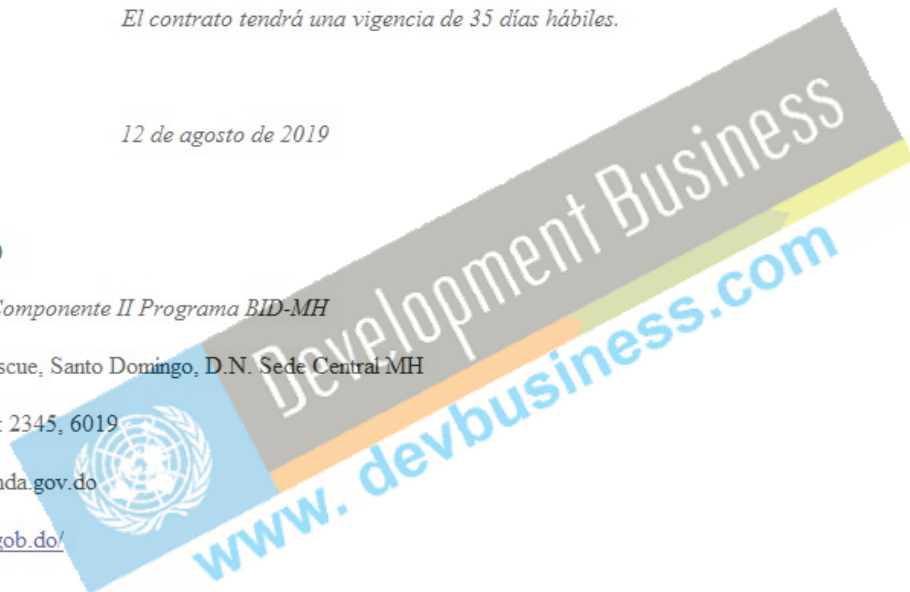 El contrato tendrá una vigencia de 35 días hábiles.
12 de agosto de 2019
)
Componente II Programa BID-MH
scue, Santo Domingo, D.N. Sede Central MH
: 2345, 6019
nda.gov.do
gob.do/
Development Business
www.devbusiness.com